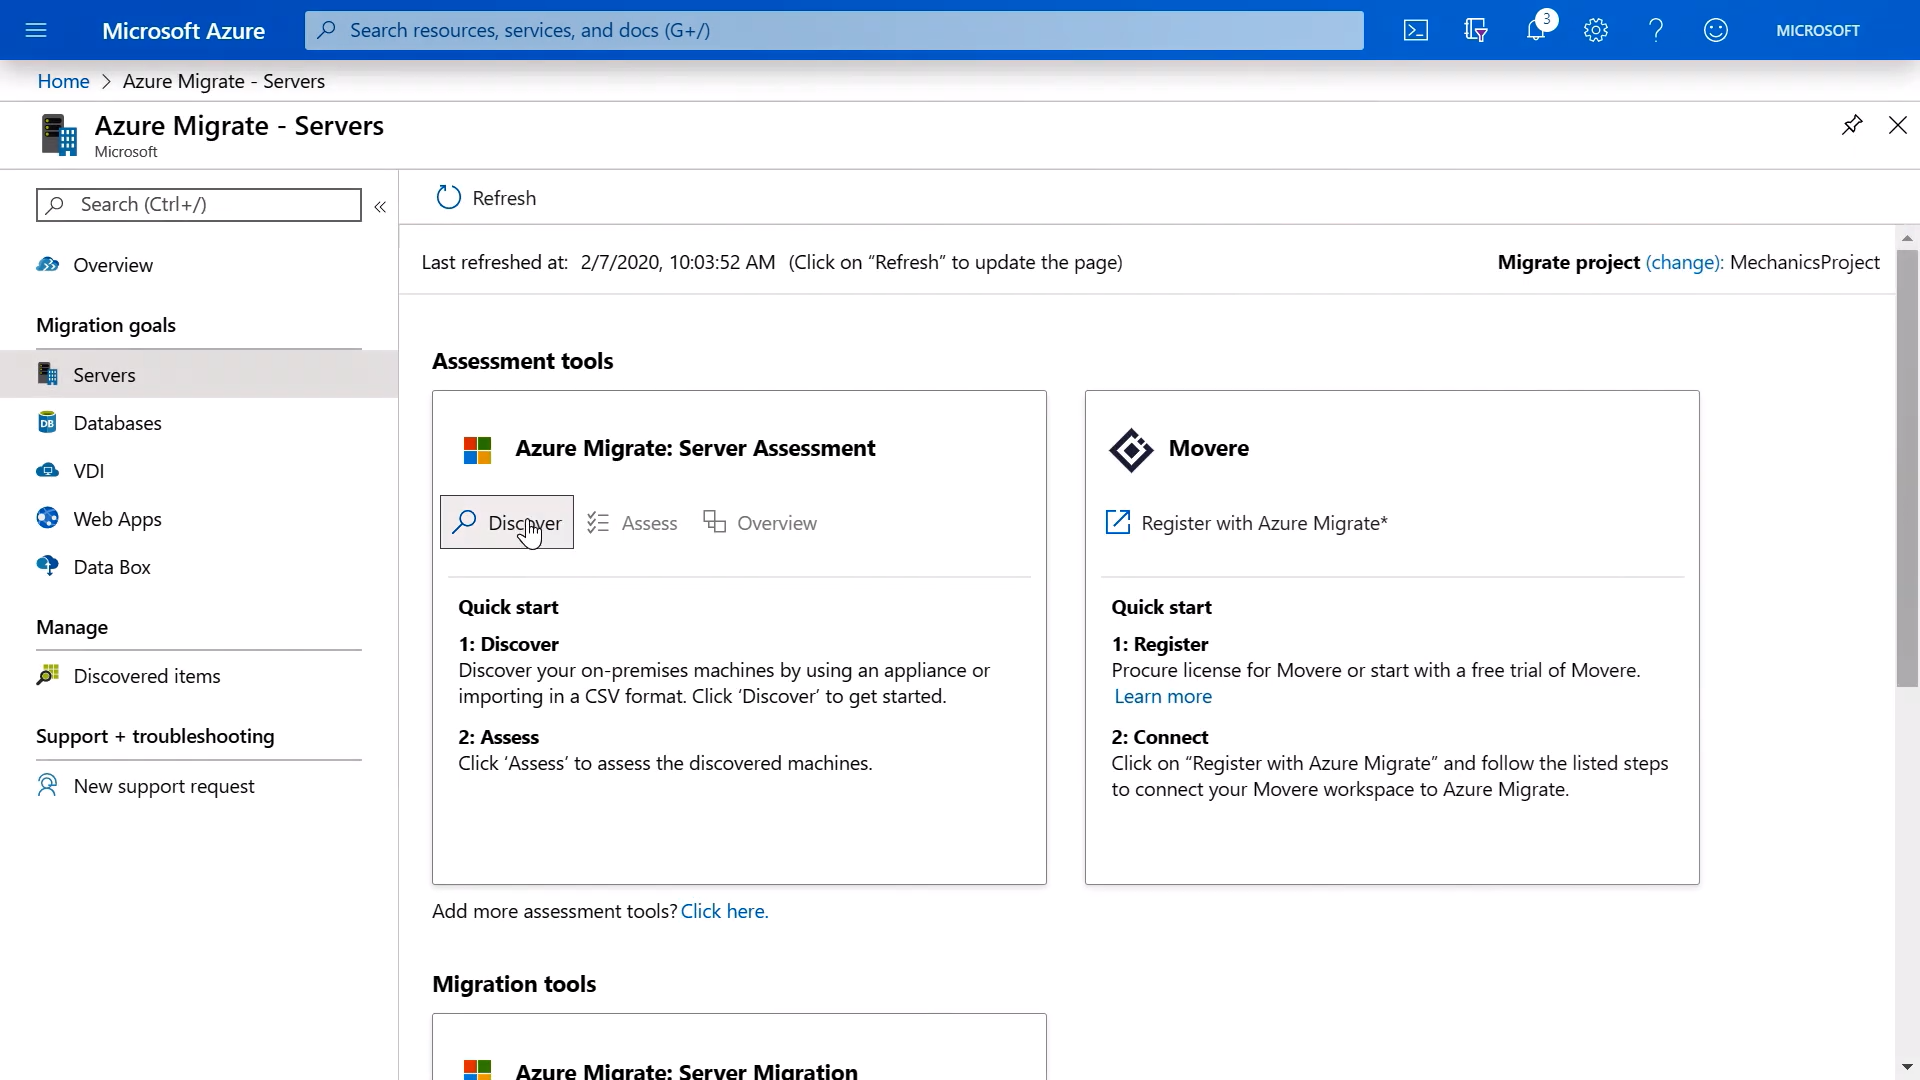 Microsoft Azure
Search resources, services, and docs (G+/)
3
MICROSOFT
Home > Azure Migrate - Servers
Azure Migrate - Servers
Microsoft
Search (Ctrl+/)
«
Overview
Migration goals
Servers
DB
Databases
VDI
Web Apps
Data Box
Manage
Discovered items
Support + troubleshooting
New support request
Refresh
Last refreshed at: 2/7/2020, 10:03:52 AM (Click on “Refresh” to update the page)
Migrate project (change): MechanicsProject
Assessment tools
Azure Migrate: Server Assessment
Discover
Assess
Overview
Quick start
1: Discover
Discover your on-premises machines by using an appliance or
importing in a CSV format. Click ‘Discover’ to get started.
2: Assess
Click ‘Assess’ to assess the discovered machines.
Movere
Register with Azure Migrate*
Quick start
1: Register
Procure license for Movere or start with a free trial of Movere.
Learn more
2: Connect
Click on “Register with Azure Migrate” and follow the listed steps
to connect your Movere workspace to Azure Migrate.
Add more assessment tools? Click here.
Migration tools
Azure Migrate: Server Migration